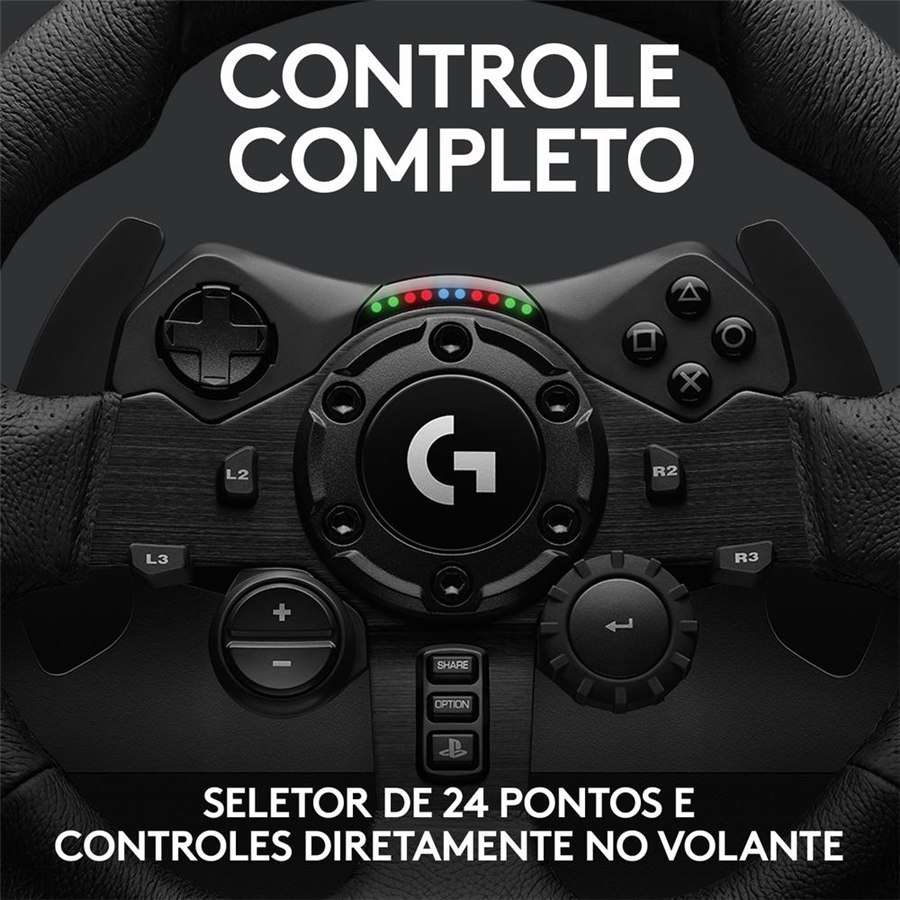 CONTROLE
COMPLETO
L2
R2
L3
R3
SHARE
OPTION
SELETOR DE 24 PONTOS E
CONTROLES DIRETAMENTE NO VOLANTE